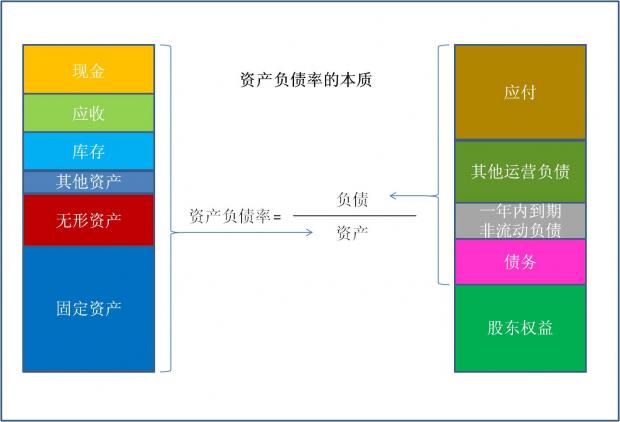 资产负债率的本质
现金
应收
库存
其他资产
无形资产
固定资产
资产负债率=
负债
资产
应付
其他运营负债
一年内到期
非流动负债
债务
股东权益